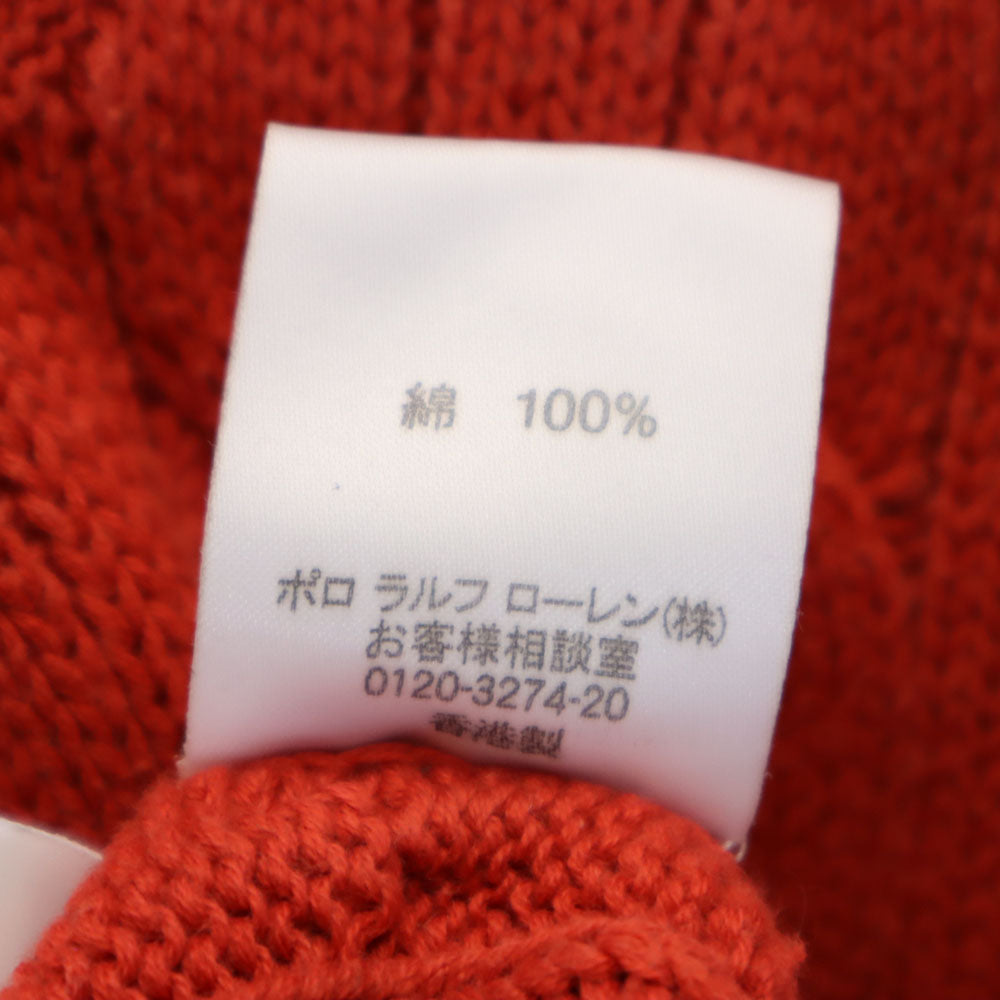 綿 100%
ポロ ラルフ ローレン(株)
お客様相談室
0120-3274-20
香港製